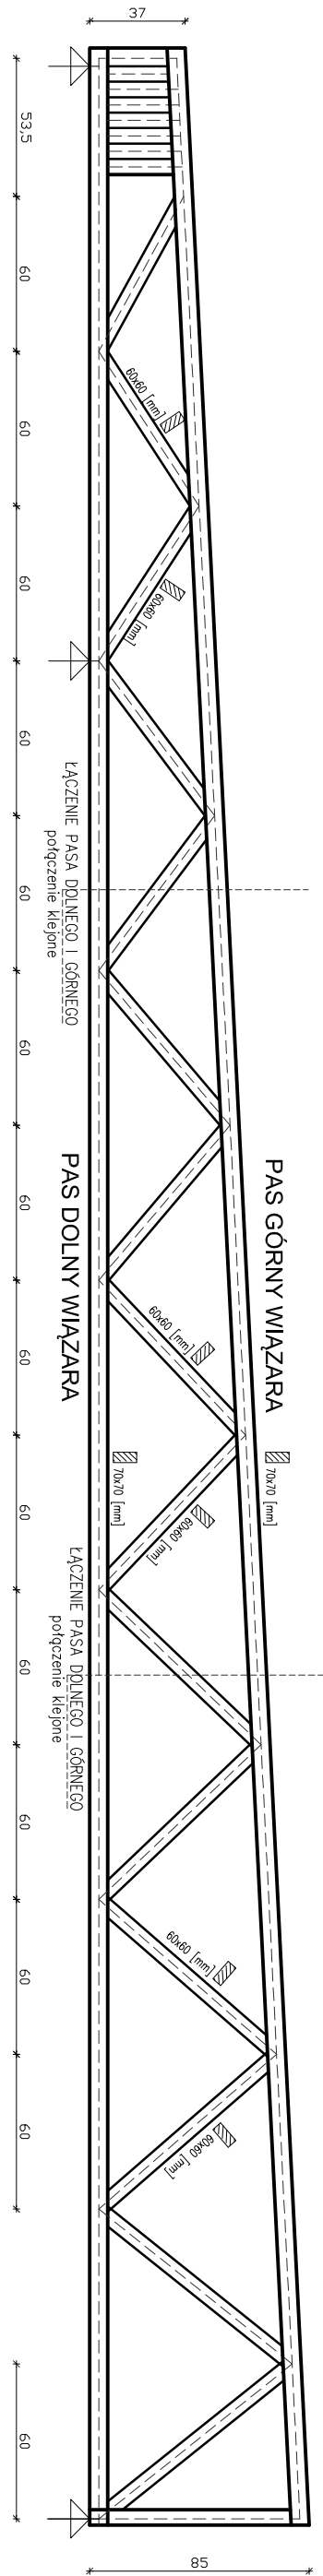 37
PAS GÓRNY WIĄZARA
70x70 [mm]
60x60 [mm]
60x60 [mm]
60x60 [mm]
60x60 [mm]
60x60 [mm]
60x60 [mm]
70x70 [mm]
ŁĄCZENIE PASA DOLNEGO I GÓRNEGO
połączenie klejone
PAS DOLNY WIĄZARA
ŁĄCZENIE PASA DOLNEGO I GÓRNEGO
połączenie klejone
53,5
60
60
60
60
60
60
60
60
60
60
60
60
60
60
85